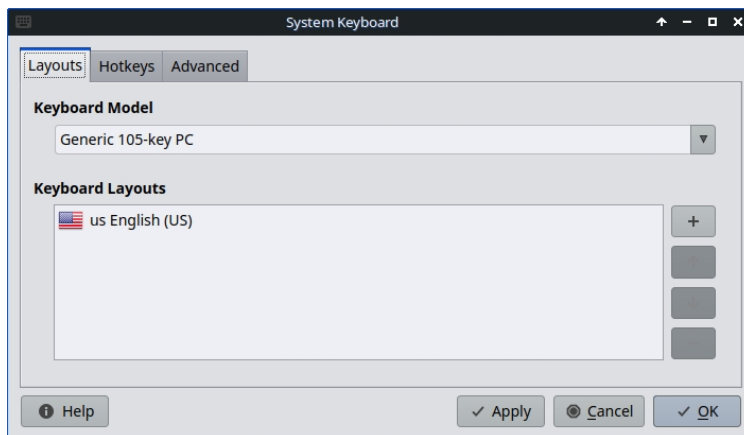 System Keyboard
Layouts Hotkeys Advanced
Keyboard Model
Generic 105-key PC
Keyboard Layouts
us English (US)
+
Help Apply Cancel OK